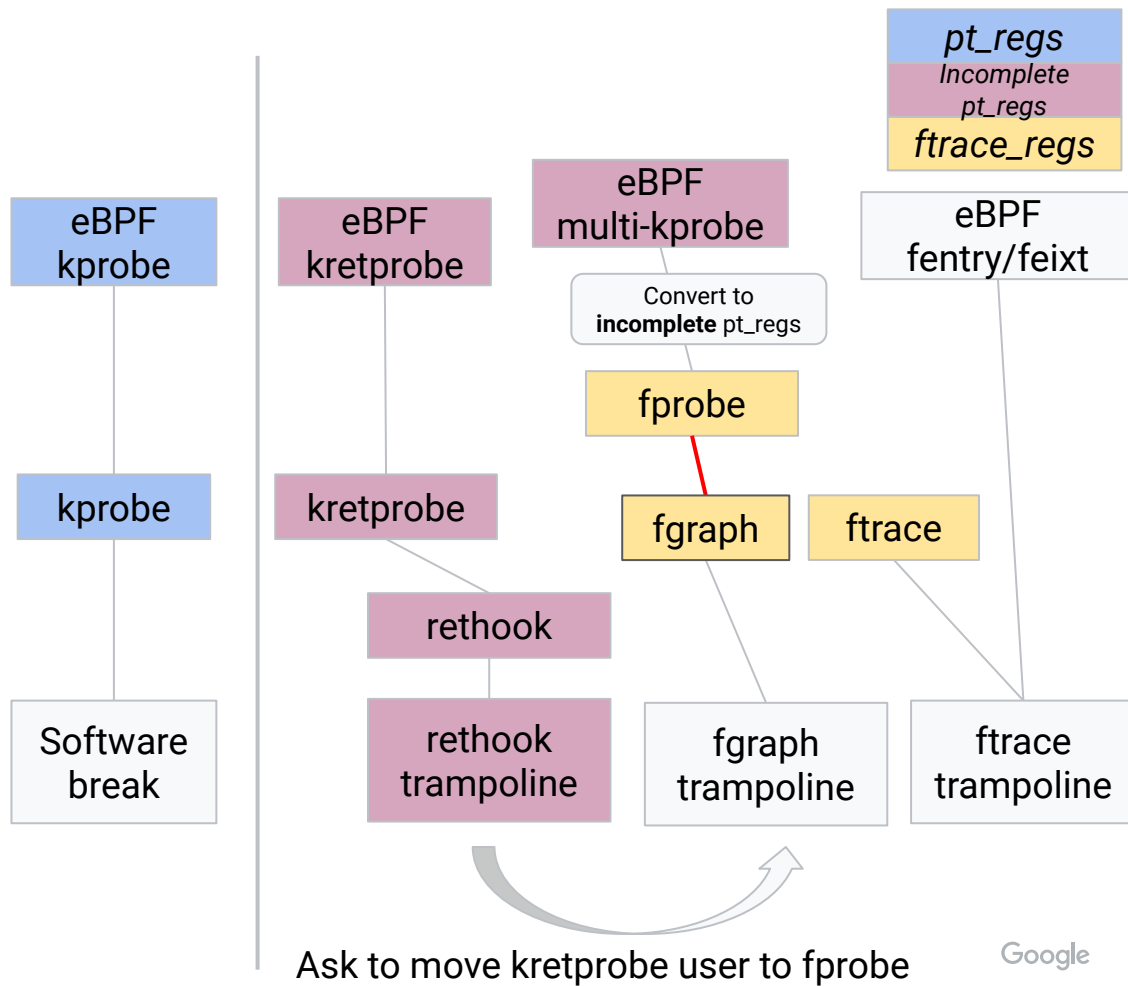 pt_regs
Incomplete
pt_regs
ftrace_regs
eBPF
kprobe
eBPF
kretprobe
eBPF
multi-kprobe
eBPF
fentry/feixt
Convert to
incomplete pt_regs
fprobe
kprobe
kretprobe
fgraph
ftrace
rethook
Software
break
rethook
trampoline
fgraph
trampoline
ftrace
trampoline
Ask to move kretprobe user to fprobe
Google